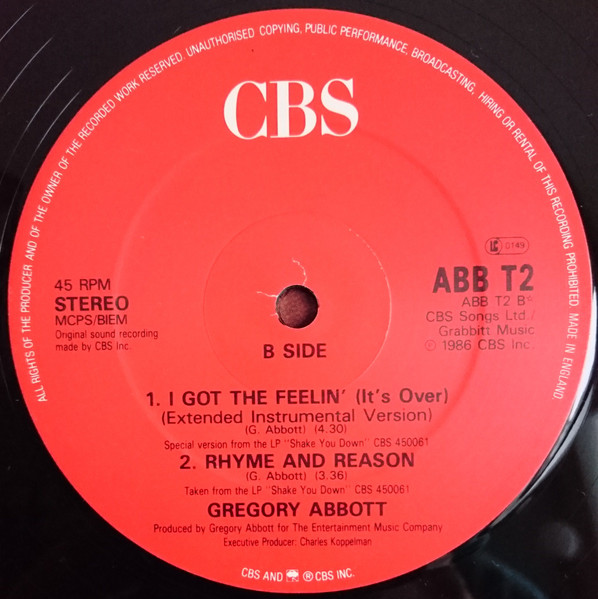 ALL RIGHTS OF THE PRODUCER AND OF THE OWNER OF THE RECORDED WORK RESERVED. UNAUTHORISED COPYING, PUBLIC PERFORMANCE, BROADCASTING, HIRING OR RENTAL OF THIS RECORDING PROHIBITED. MADE IN ENGLAND.
CBS
LC 0149
45 RPM
STEREO
MCPS/BIEM
Original sound recording
made by CBS Inc.
ABB T2
ABB T2 B
CBS Songs Ltd./
Grabbitt Music
℗ 1986 CBS Inc.
B SIDE
1. I GOT THE FEELIN' (It's Over)
(Extended Instrumental Version)
(G. Abbott) (4.30)
Special version from the LP "Shake You Down" CBS 450061
2. RHYME AND REASON
(G. Abbott) (3.36)
Taken from the LP "Shake You Down" CBS 450061
GREGORY ABBOTT
Produced by Gregory Abbott for The Entertainment Music Company
Executive Producer: Charles Koppelman
CBS AND ® CBS INC.